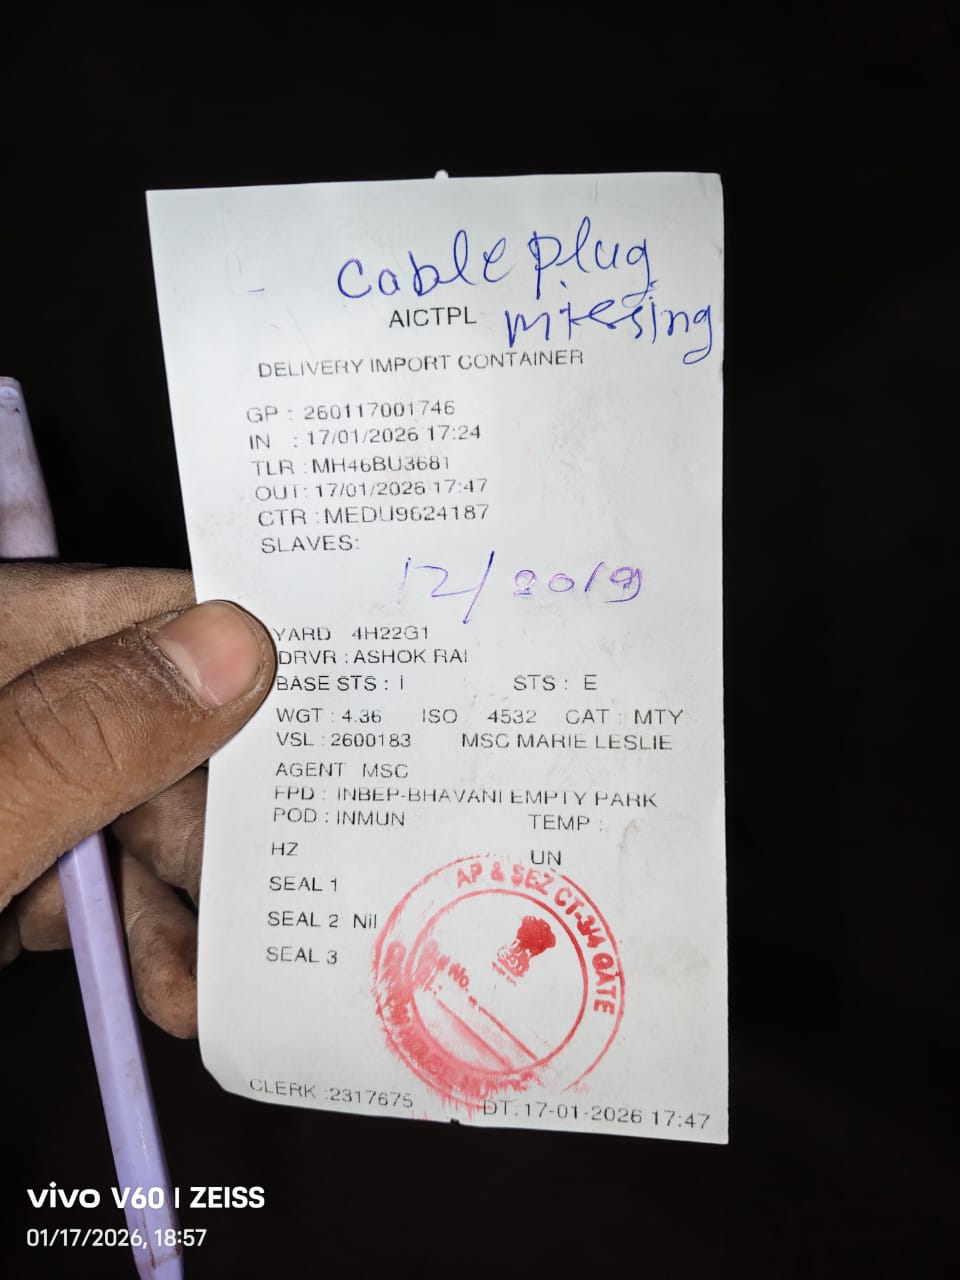 Cable plug
missing
AICTPL
DELIVERY IMPORT CONTAINER
GP : 260117001746
IN : 17/01/2026 17:24
TLR : MH46BU3681
OUT: 17/01/2026 17:47
CTR : MEDU9624187
SLAVES:
12/2019
YARD 4H22G1
DRVR : ASHOK RAI
BASE STS : I STS : E
WGT : 4.36 ISO 4532 CAT : MTY
VSL : 2600183 MSC MARIE LESLIE
AGENT MSC
FPD : INBEP-BHAVANI EMPTY PARK
POD : INMUN TEMP :
HZ UN
SEAL 1
SEAL 2 Nil
SEAL 3
AP & SEZ CT-3/4 GATE
No.
CLERK :2317675 DT:17-01-2026 17:47
vivo V60 | ZEISS
01/17/2026, 18:57